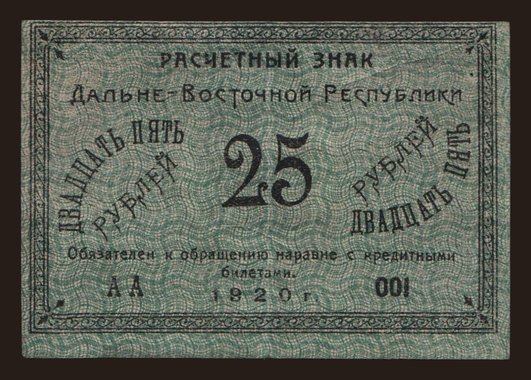 РАСЧЕТНЫЙ ЗНАК
ДАЛЬНЕ-ВОСТОЧНОЙ РЕСПУБЛИКИ
ДВАДЦАТЬ ПЯТЬ
РУБЛЕЙ
25
РУБЛЕЙ
ДВАДЦАТЬ ПЯТЬ
Обязателен к обращению наравне с кредитными
билетами.
АА 001
1920 г.